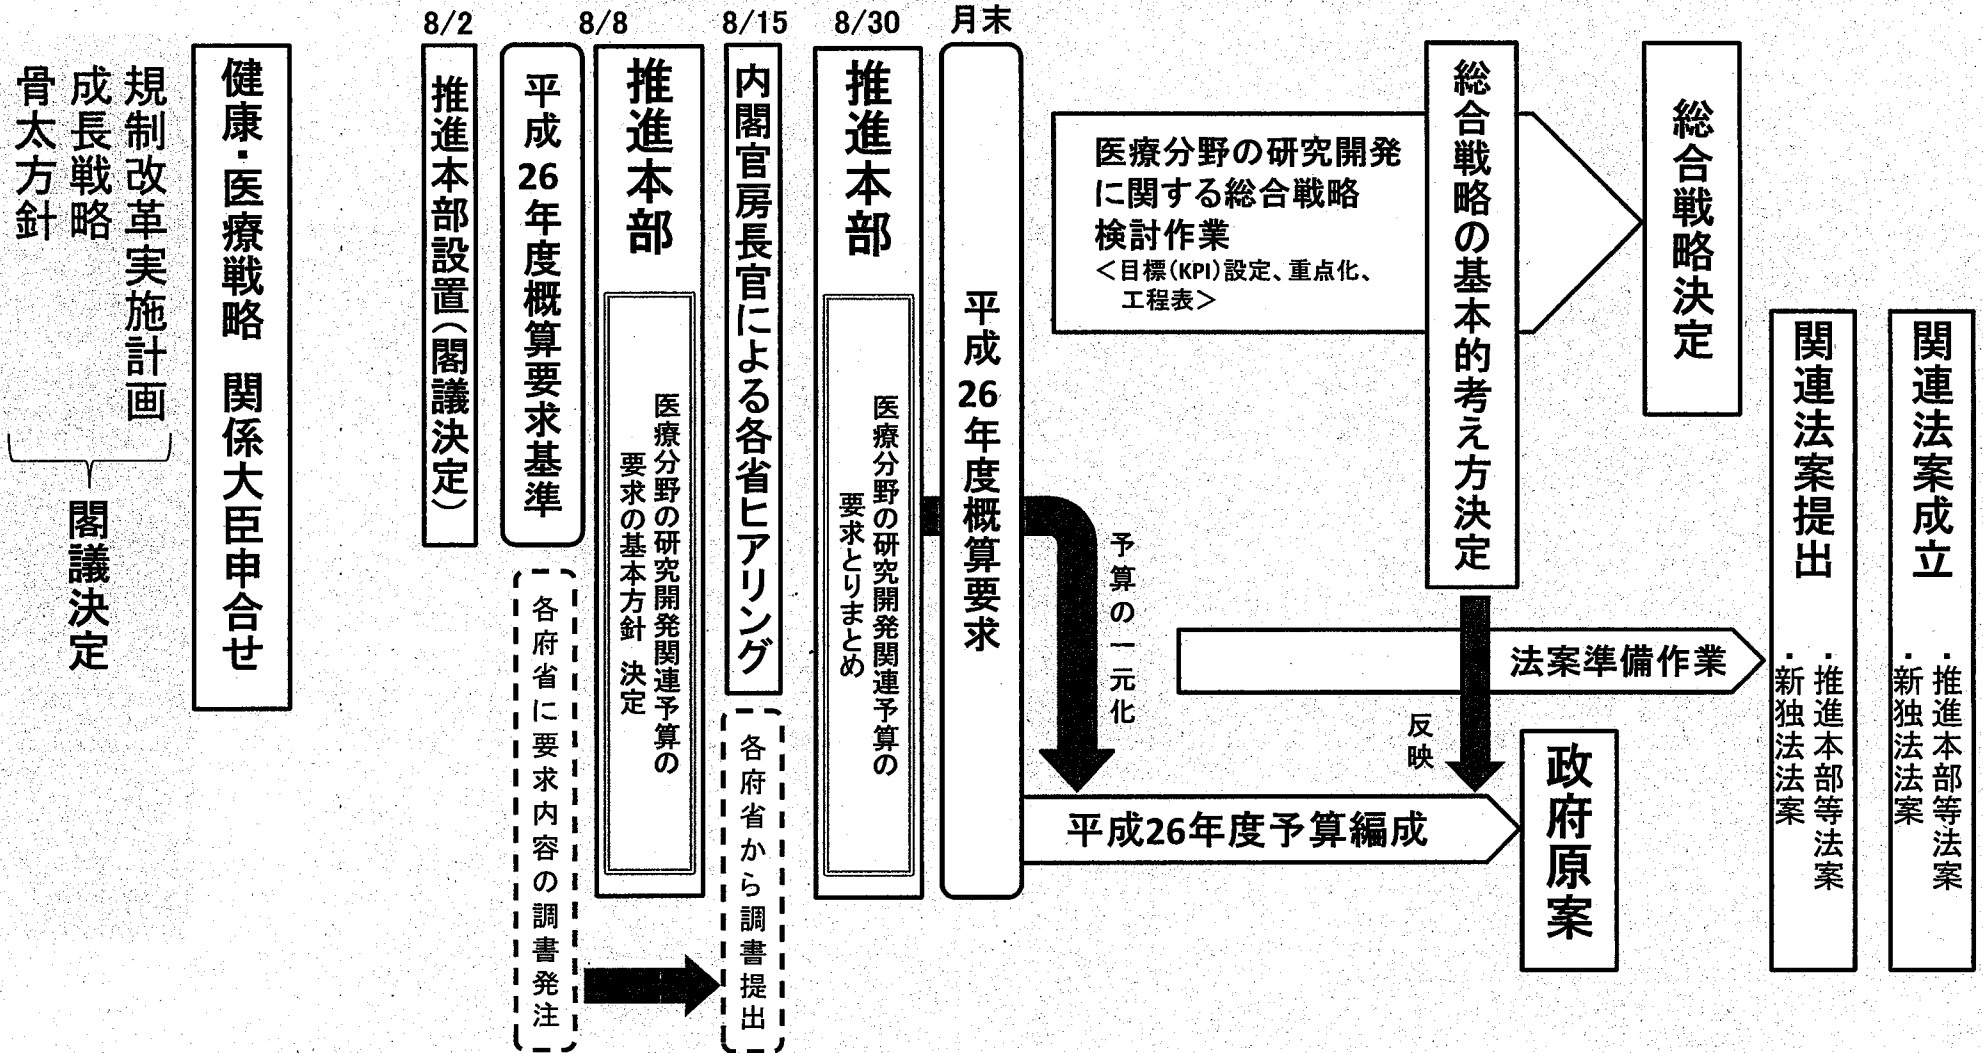 規制改革実施計画
成長戦略
骨太方針
閣議決定
健康・医療戦略 関係大臣申合せ
8/2
推進本部設置(閣議決定)
平成26年度概算要求基準
各府省に要求内容の調書発注
8/8
推進本部
医療分野の研究開発関連予算の
要求の基本方針 決定
8/15
内閣官房長官による各省ヒアリング
各府省から調書提出
8/30
推進本部
医療分野の研究開発関連予算の
要求とりまとめ
月末
平成26年度概算要求
予算の一元化
医療分野の研究開発
に関する総合戦略
検討作業
<目標(KPI)設定、重点化、
工程表>
総合戦略の基本的考え方決定
総合戦略決定
法案準備作業
反映
平成26年度予算編成
政府原案
関連法案提出
・推進本部等法案
・新独法法案
関連法案成立
・推進本部等法案
・新独法法案